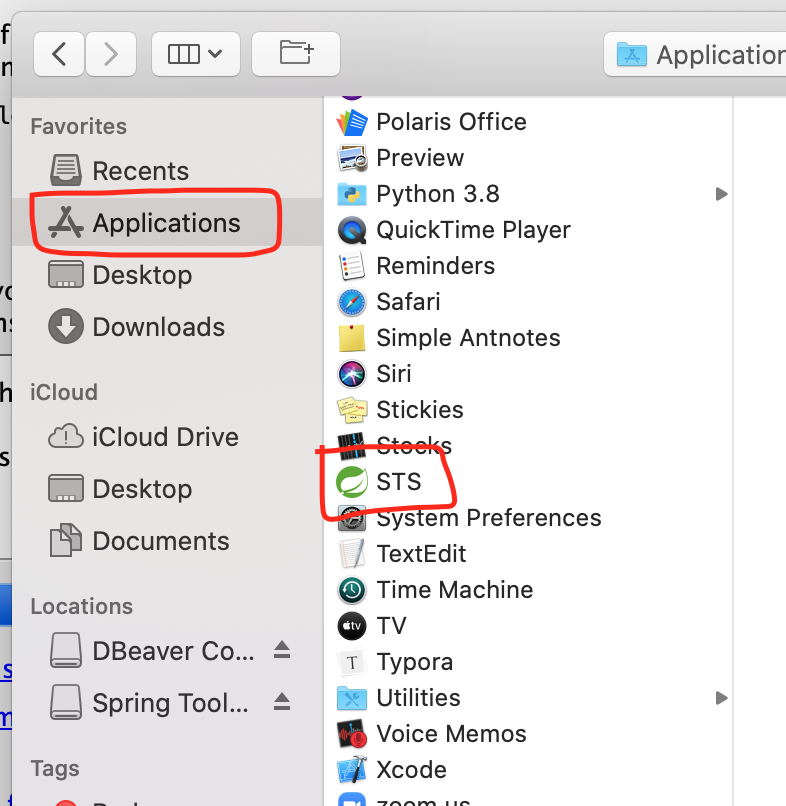 Application
Favorites
Recents
Applications
Desktop
Downloads
iCloud
iCloud Drive
Desktop
Documents
Locations
DBeaver Co...
Spring Tool...
Tags
Polaris Office
Preview
Python 3.8
QuickTime Player
Reminders
Safari
Simple Antnotes
Siri
Stickies
Stocks
STS
System Preferences
TextEdit
Time Machine
TV
Typora
Utilities
Voice Memos
Xcode
zoom.us